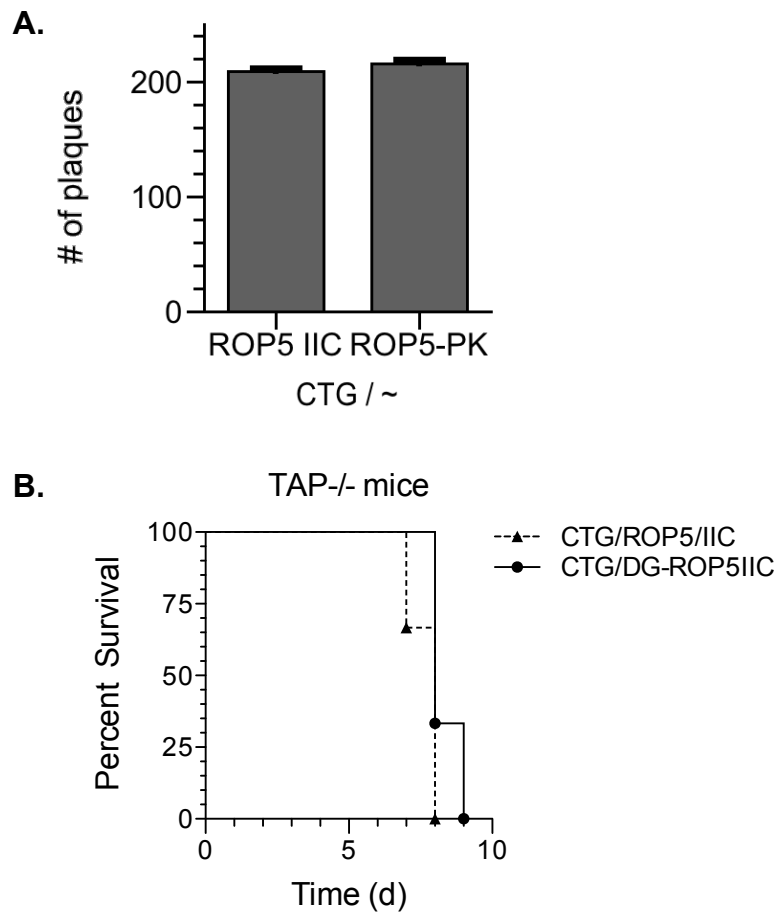 A.
# of plaques
200
100
0
ROP5 IIC ROP5-PK
CTG / ~
B.
TAP-/- mice
Percent Survival
100
75
50
25
0
0 5 10
Time (d)
CTG/ROP5/IIC
CTG/DG-ROP5IIC